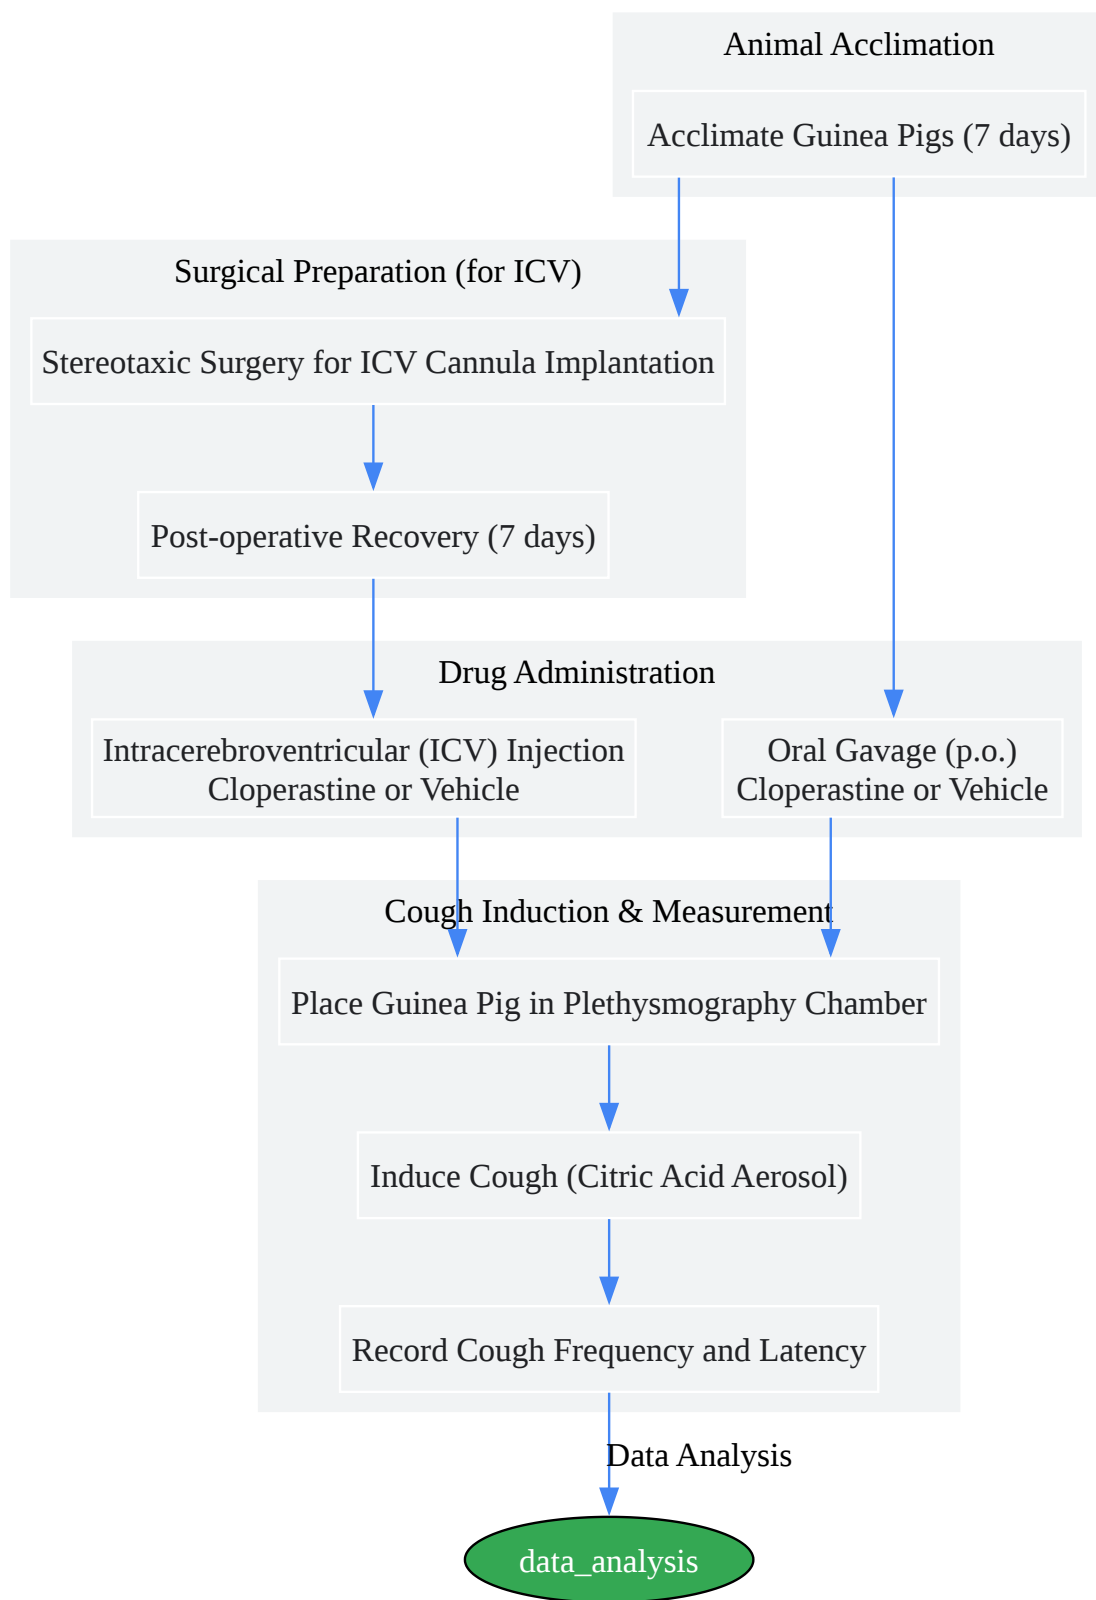 Animal Acclimation
Acclimate Guinea Pigs (7 days)
Surgical Preparation (for ICV)
Stereotaxic Surgery for ICV Cannula Implantation
Post-operative Recovery (7 days)
Drug Administration
Intracerebroventricular (ICV) Injection
Cloperastine or Vehicle
Oral Gavage (p.o.)
Cloperastine or Vehicle
Cough Induction & Measurement
Place Guinea Pig in Plethysmography Chamber
Induce Cough (Citric Acid Aerosol)
Record Cough Frequency and Latency
Data Analysis
data_analysis